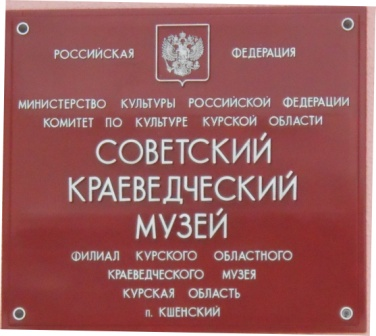 РОССИЙСКАЯ ФЕДЕРАЦИЯ
МИНИСТЕРСТВО КУЛЬТУРЫ РОССИЙСКОЙ ФЕДЕРАЦИИ
КОМИТЕТ ПО КУЛЬТУРЕ КУРСКОЙ ОБЛАСТИ
СОВЕТСКИЙ
КРАЕВЕДЧЕСКИЙ
МУЗЕЙ
ФИЛИАЛ КУРСКОГО ОБЛАСТНОГО
КРАЕВЕДЧЕСКОГО МУЗЕЯ
КУРСКАЯ ОБЛАСТЬ
п. КШЕНСКИЙ